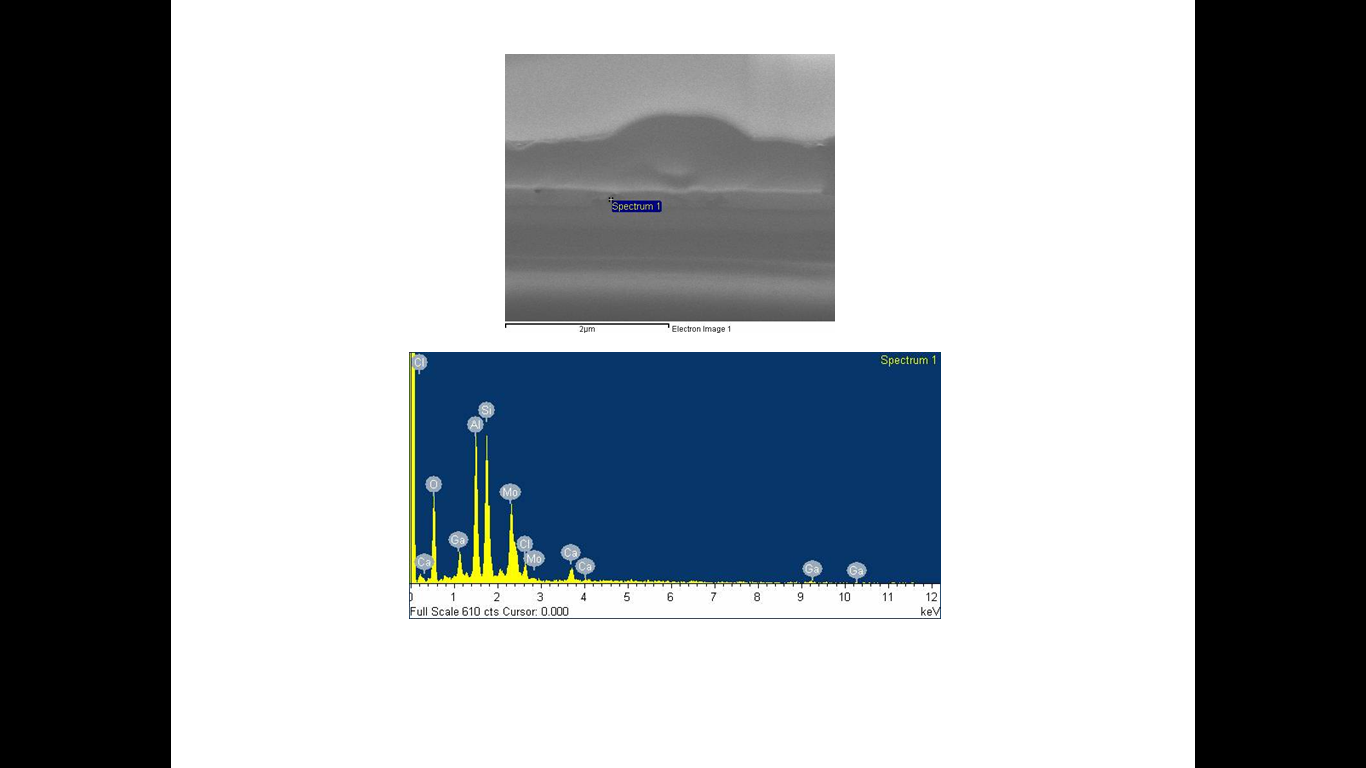 Spectrum 1
2µm Electron Image 1
Spectrum 1
Cl
Si
Al
O
Mo
Ga
Cl
Ca
Mo
Ca
Ca
Ga
Ga
0 1 2 3 4 5 6 7 8 9 10 11 12
Full Scale 610 cts Cursor: 0.000 keV